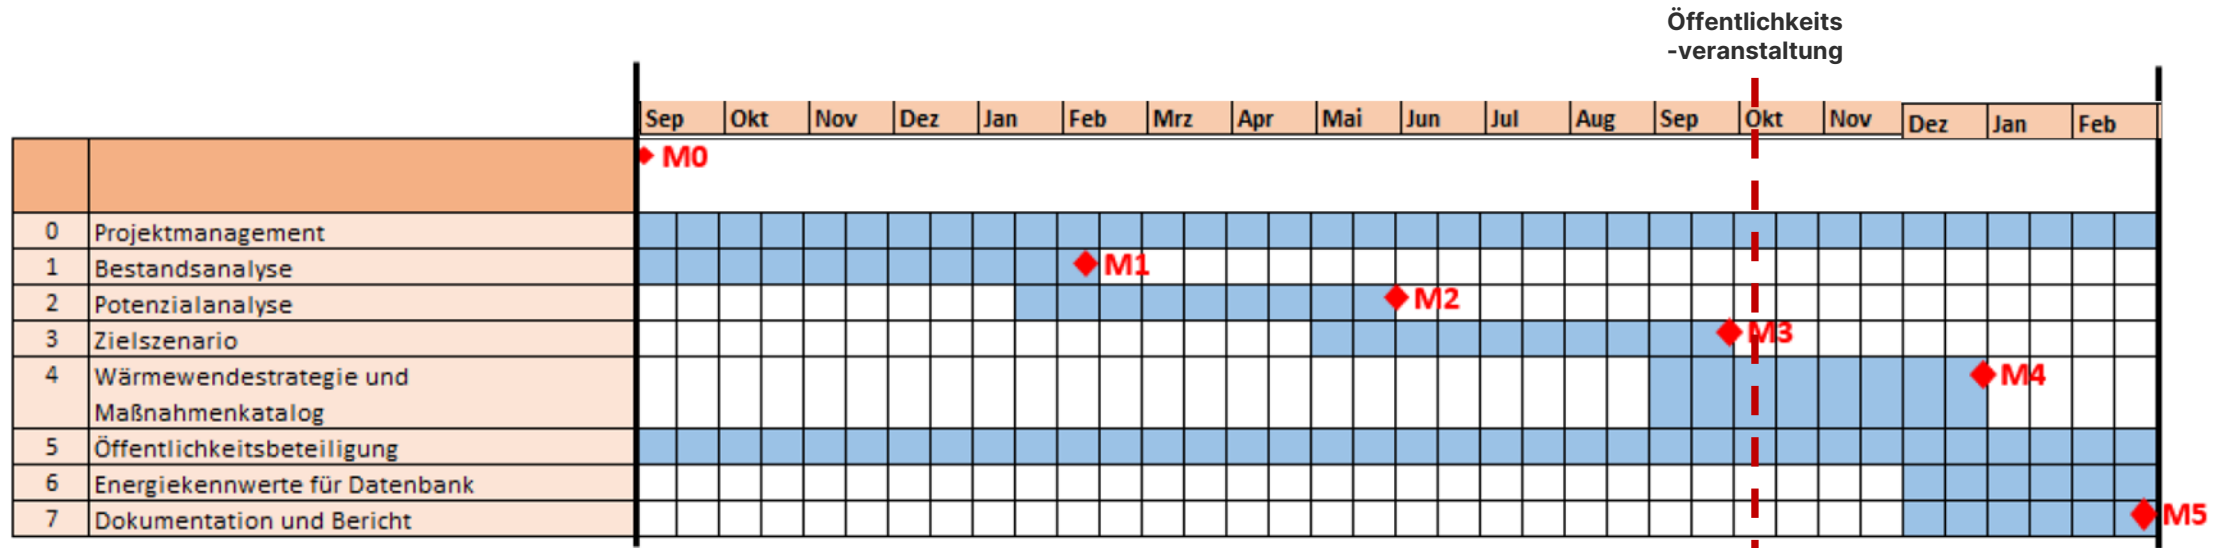 Öffentlichkeits
-veranstaltung
Sep Okt Nov Dez Jan Feb Mrz Apr Mai Jun Jul Aug Sep Okt Nov Dez Jan Feb
M0
0 Projektmanagement
1 Bestandsanalyse M1
2 Potenzialanalyse M2
3 Zielszenario M3
4 Wärmewendestrategie und M4
Maßnahmenkatalog
5 Öffentlichkeitsbeteiligung
6 Energiekennwerte für Datenbank
7 Dokumentation und Bericht M5